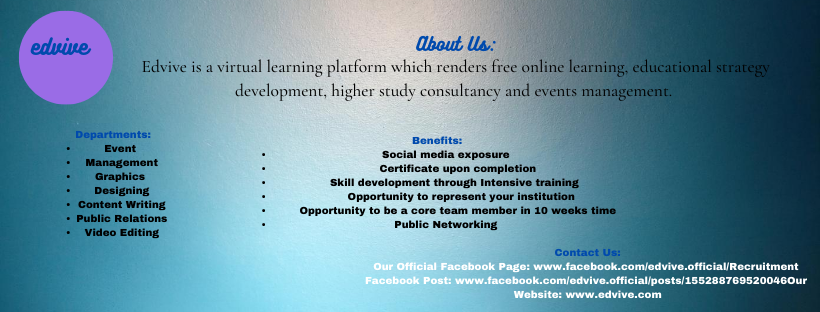 edvive
About Us:
Edvive is a virtual learning platform which renders free online learning, educational strategy
development, higher study consultancy and events management.
Departments:
• Event
• Management
• Graphics
• Designing
• Content Writing
• Public Relations
• Video Editing
Benefits:
• Social media exposure
• Certificate upon completion
• Skill development through Intensive training
• Opportunity to represent your institution
• Opportunity to be a core team member in 10 weeks time
• Public Networking
Contact Us:
Our Official Facebook Page: www.facebook.com/edvive.official/Recruitment
Facebook Post: www.facebook.com/edvive.official/posts/155288769520046Our
Website: www.edvive.com